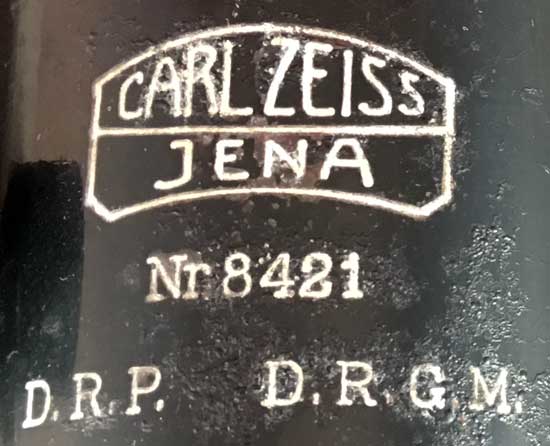 CARL ZEISS
JENA
Nr 8421
D.R.P. D.R.G.M.